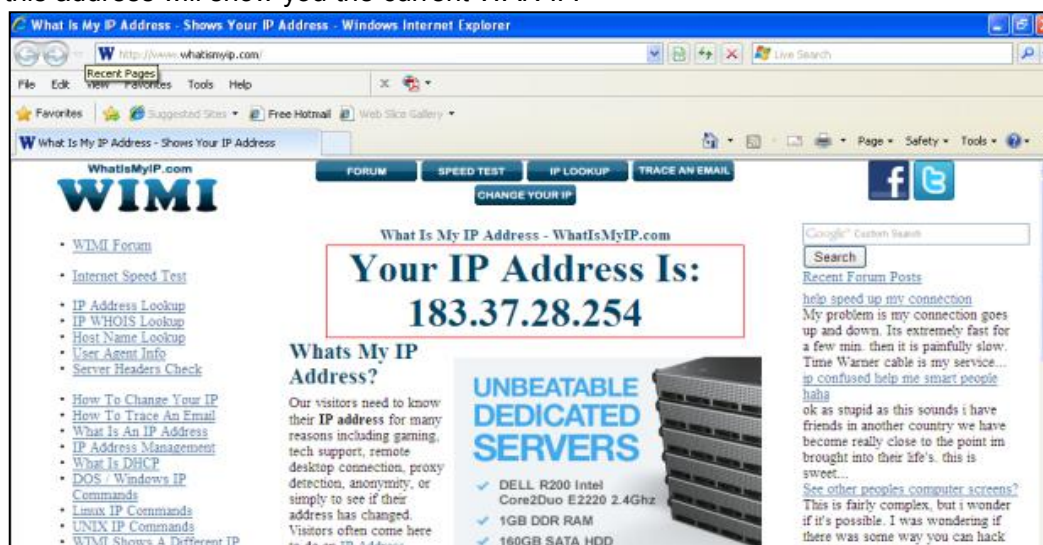 this address will show you the current WAN IP.
What Is My IP Address - Shows Your IP Address - Windows Internet Explorer
http://www.whatismyip.com/
Live Search
Recent Pages
File Edit View Favorites Tools Help
Favorites Suggested Sites Free Hotmail Web Slice Gallery
What Is My IP Address - Shows Your IP Address
Page Safety Tools
WhatIsMyIP.com
WIMI
FORUM SPEED TEST IP LOOKUP TRACE AN EMAIL
CHANGE YOUR IP
What Is My IP Address - WhatIsMyIP.com
Your IP Address Is:
183.37.28.254
• WIMI Forum
• Internet Speed Test
• IP Address Lookup
• IP WHOIS Lookup
• Host Name Lookup
• User Agent Info
• Server Headers Check
• How To Change Your IP
• How To Trace An Email
• What Is An IP Address
• IP Address Management
• What Is DHCP
• DOS / Windows IP
Commands
• Linux IP Commands
• UNIX IP Commands
• WIMI Shows A Different IP
Whats My IP
Address?
Our visitors need to know
their IP address for many
reasons including gaming,
tech support, remote
desktop connection, proxy
detection, anonymity, or
simply to see if their
address has changed.
Visitors often come here
to do an IP Address
UNBEATABLE
DEDICATED
SERVERS
DELL R200 Intel
Core2Duo E2220 2.4Ghz
1GB DDR RAM
160GB SATA HDD
Google Custom Search
Search
Recent Forum Posts
help speed up my connection
My problem is my connection goes
up and down. Its extremely fast for
a few min. then it is painfully slow.
Time Warner cable is my service...
ip confused help me smart people
haha
ok as stupid as this sounds i have
friends in another country we have
become really close to the point im
brought into their life's. this is
sweet...
See other peoples computer screens?
This is fairly complex, but i wonder
if it's possible. I was wondering if
there was some way you can hack